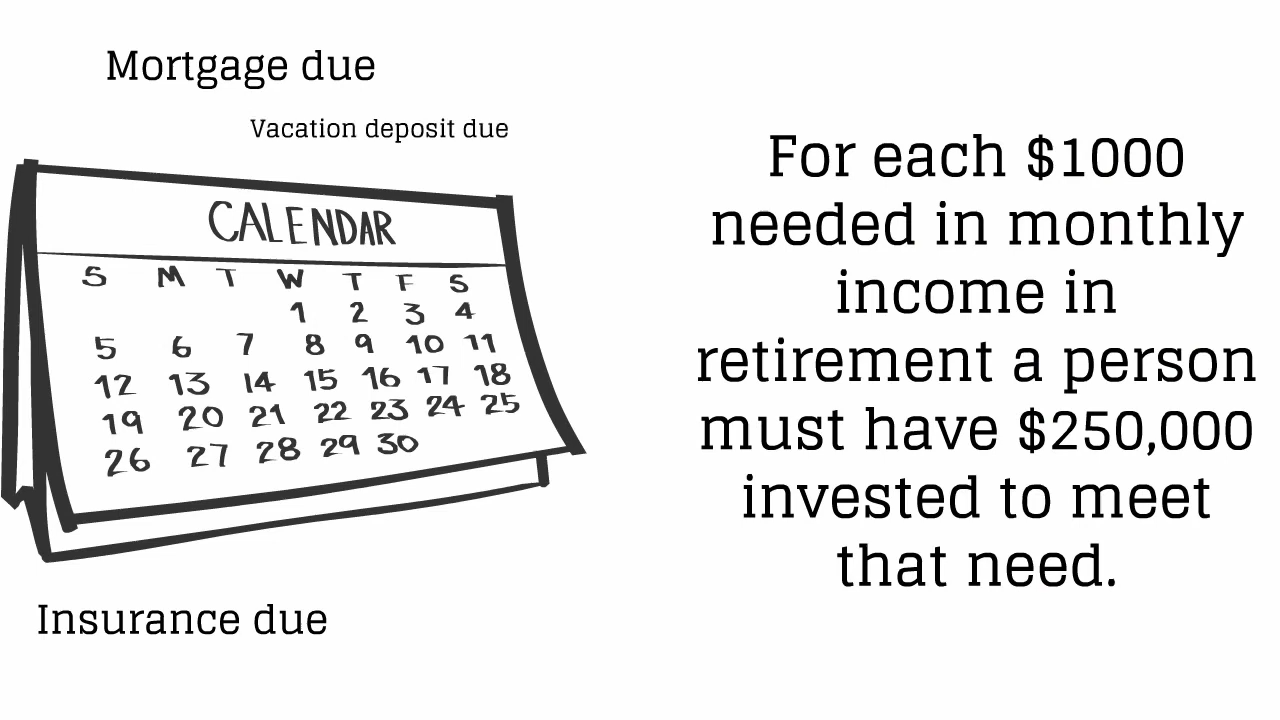 Mortgage due
Vacation deposit due
CALENDAR
S M T W T F S
1 2 3 4
5 6 7 8 9 10 11
12 13 14 15 16 17 18
19 20 21 22 23 24 25
26 27 28 29 30
Insurance due
For each $1000
needed in monthly
income in
retirement a person
must have $250,000
invested to meet
that need.